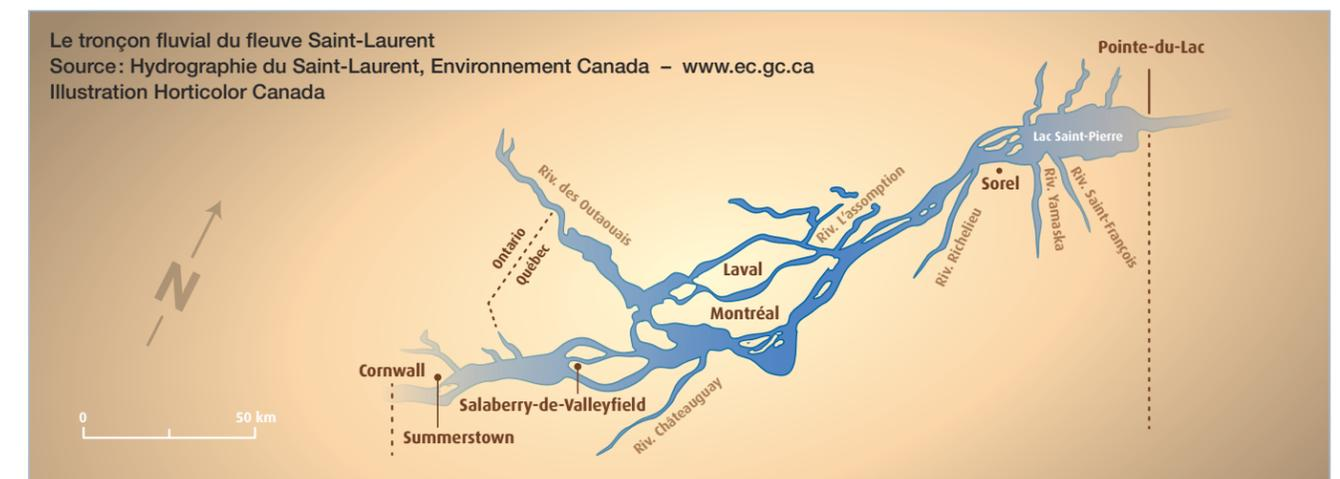 Le tronçon fluvial du fleuve Saint-Laurent
Source : Hydrographie du Saint-Laurent, Environnement Canada – www.ec.gc.ca
Illustration Horticolor Canada
Pointe-du-Lac
Lac Saint-Pierre
Sorel
Riv. des Outaouais
Riv. L'assomption
Riv. Richelieu
Riv. Yamaska
Riv. Saint-François
Ontario
Québec
Laval
Montréal
N
Cornwall
Salaberry-de-Valleyfield
Summerstown
Riv. Châteauguay
0 50 km